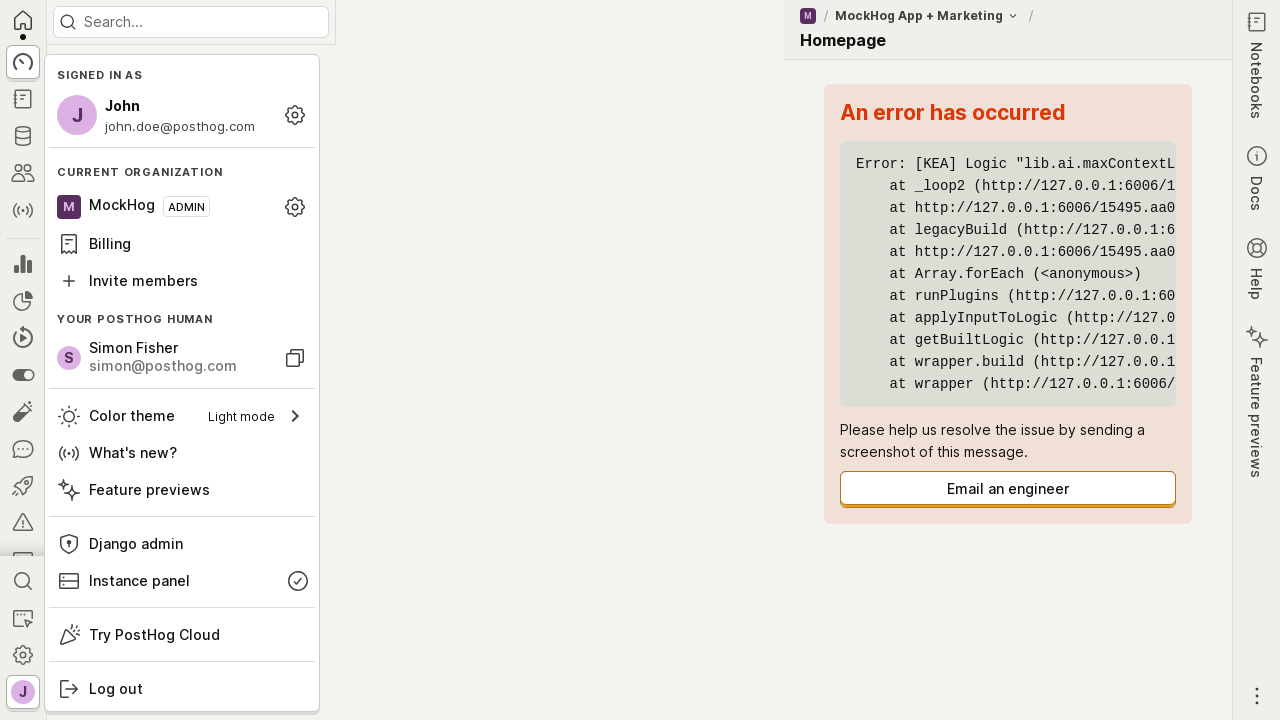 Search...
SIGNED IN AS
J
John
john.doe@posthog.com
CURRENT ORGANIZATION
M
MockHog
ADMIN
Billing
Invite members
YOUR POSTHOG HUMAN
S
Simon Fisher
simon@posthog.com
Color theme
Light mode
What's new?
Feature previews
Django admin
Instance panel
Try PostHog Cloud
J
Log out
M / MockHog App + Marketing /
Homepage
An error has occurred
Error: [KEA] Logic "lib.ai.maxContextL
at _loop2 (http://127.0.0.1:6006/1
at http://127.0.0.1:6006/15495.aa0
at legacyBuild (http://127.0.0.1:6
at http://127.0.0.1:6006/15495.aa0
at Array.forEach (<anonymous>)
at runPlugins (http://127.0.0.1:60
at applyInputToLogic (http://127.0
at getBuiltLogic (http://127.0.0.1
at wrapper.build (http://127.0.0.1
at wrapper (http://127.0.0.1:6006/
Please help us resolve the issue by sending a
screenshot of this message.
Email an engineer
Notebooks
Docs
Help
Feature previews